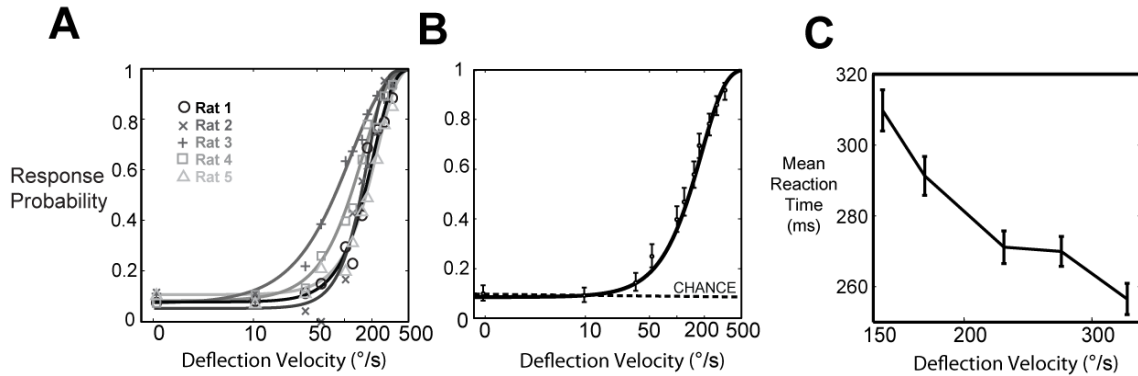 A
B
C
1
0.8
0.6
0.4
0.2
0
Response
Probability
Rat 1
Rat 2
Rat 3
Rat 4
Rat 5
0 10 50 200 500
Deflection Velocity (°/s)
1
0.8
0.6
0.4
0.2
0
CHANCE
0 10 50 200 500
Deflection Velocity (°/s)
320
300
280
260
250
Mean
Reaction
Time
(ms)
150 200 300
Deflection Velocity (°/s)